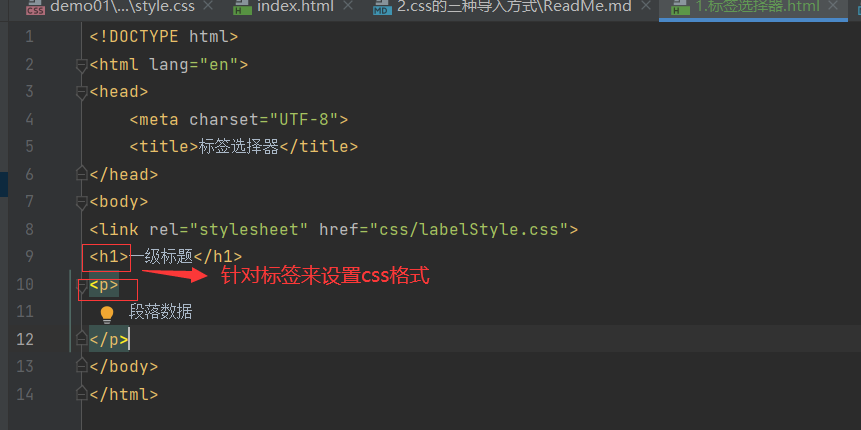 demo01\...\style.css index.html 2.css的三种导入方式\ReadMe.md 1.标签选择器.html
1 <!DOCTYPE html>
2 <html lang="en">
3 <head>
4 <meta charset="UTF-8">
5 <title>标签选择器</title>
6 </head>
7 <body>
8 <link rel="stylesheet" href="css/labelStyle.css">
9 <h1>一级标题</h1>
针对标签来设置css格式
10 <p>
11 段落数据
12 </p>
13 </body>
14 </html>